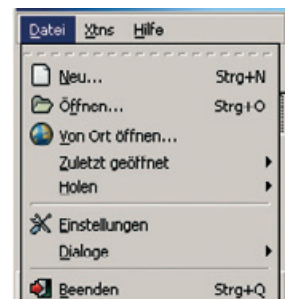 Datei Xtns Hilfe
Neu... Strg+N
Öffnen... Strg+O
Von Ort öffnen...
Zuletzt geöffnet
Holen
Einstellungen
Dialoge
Beenden Strg+Q